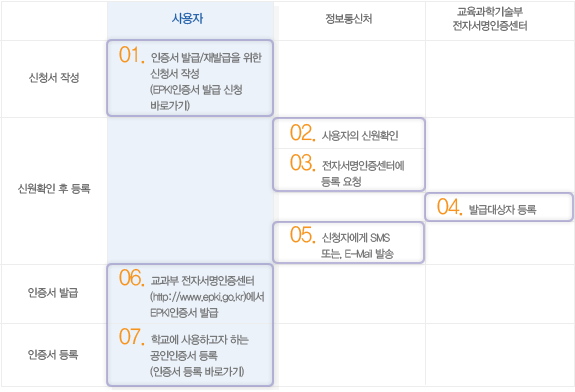 사용자
정보통신처
교육과학기술부
전자서명인증센터
신청서 작성
01. 인증서 발급/재발급을 위한
신청서 작성
(EPKI인증서 발급 신청
바로가기)
신원확인 후 등록
02. 사용자의 신원확인
03. 전자서명인증센터에
등록 요청
04. 발급대상자 등록
05. 신청자에게 SMS
또는, E-Mail 발송
인증서 발급
06. 교과부 전자서명인증센터
(http://www.epki.go.kr)에서
EPKI인증서 발급
인증서 등록
07. 학교에 사용하고자 하는
공인인증서 등록
(인증서 등록 바로가기)